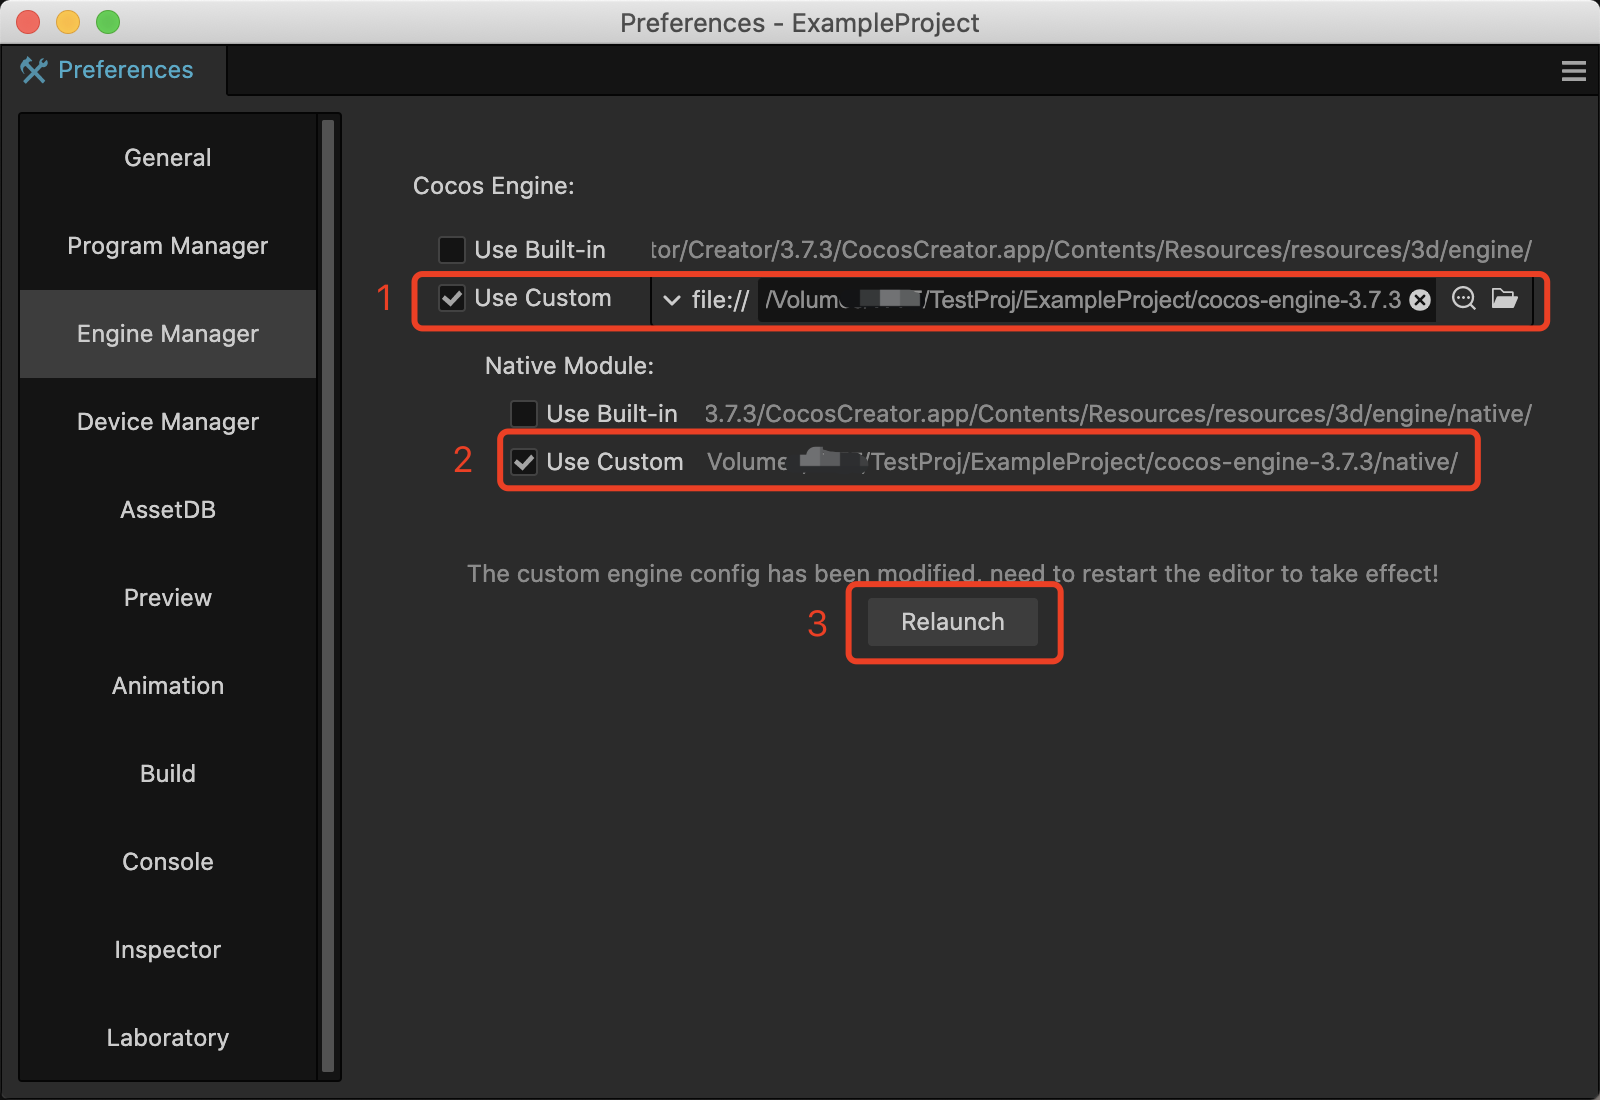 Preferences - ExampleProject
Preferences
General
Program Manager
Engine Manager
Device Manager
AssetDB
Preview
Animation
Build
Console
Inspector
Laboratory
Cocos Engine:
Use Built-in tor/Creator/3.7.3/CocosCreator.app/Contents/Resources/resources/3d/engine/
1 Use Custom file:// /Volum /TestProj/ExampleProject/cocos-engine-3.7.3
Native Module:
Use Built-in 3.7.3/CocosCreator.app/Contents/Resources/resources/3d/engine/native/
2 Use Custom Volume /TestProj/ExampleProject/cocos-engine-3.7.3/native/
The custom engine config has been modified, need to restart the editor to take effect!
3 Relaunch